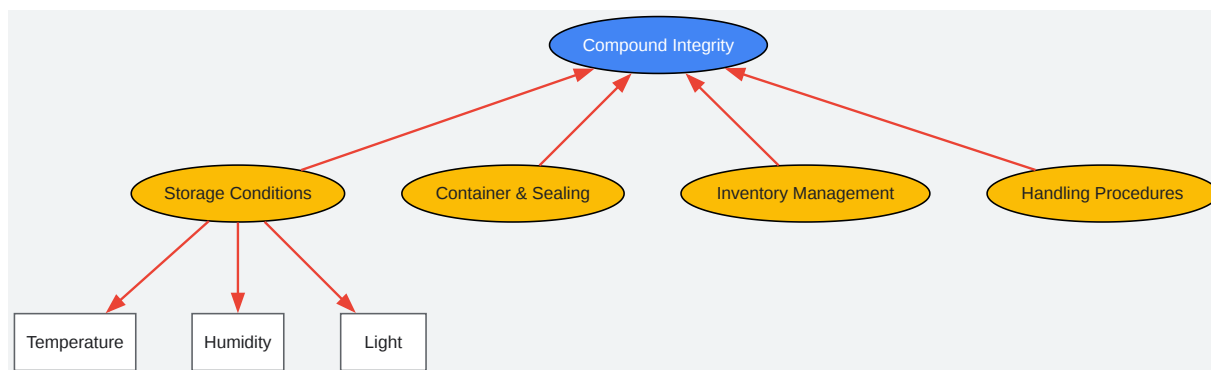 Compound Integrity
Storage Conditions
Container & Sealing
Inventory Management
Handling Procedures
Temperature
Humidity
Light